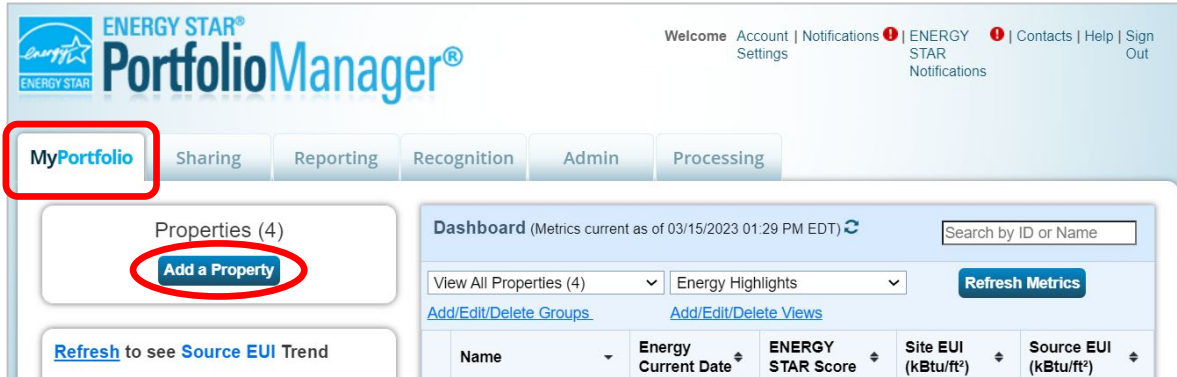 ENERGY STAR®
PortfolioManager®
energy
ENERGY STAR
Welcome Account | Notifications | ENERGY | Contacts | Help | Sign
Settings STAR Out
Notifications
MyPortfolio Sharing Reporting Recognition Admin Processing
Properties (4)
Add a Property
Refresh to see Source EUI Trend
Dashboard (Metrics current as of 03/15/2023 01:29 PM EDT)
Search by ID or Name
View All Properties (4) Energy Highlights Refresh Metrics
Add/Edit/Delete Groups Add/Edit/Delete Views
Name Energy ENERGY Site EUI Source EUI
Current Date STAR Score (kBtu/ft²) (kBtu/ft²)